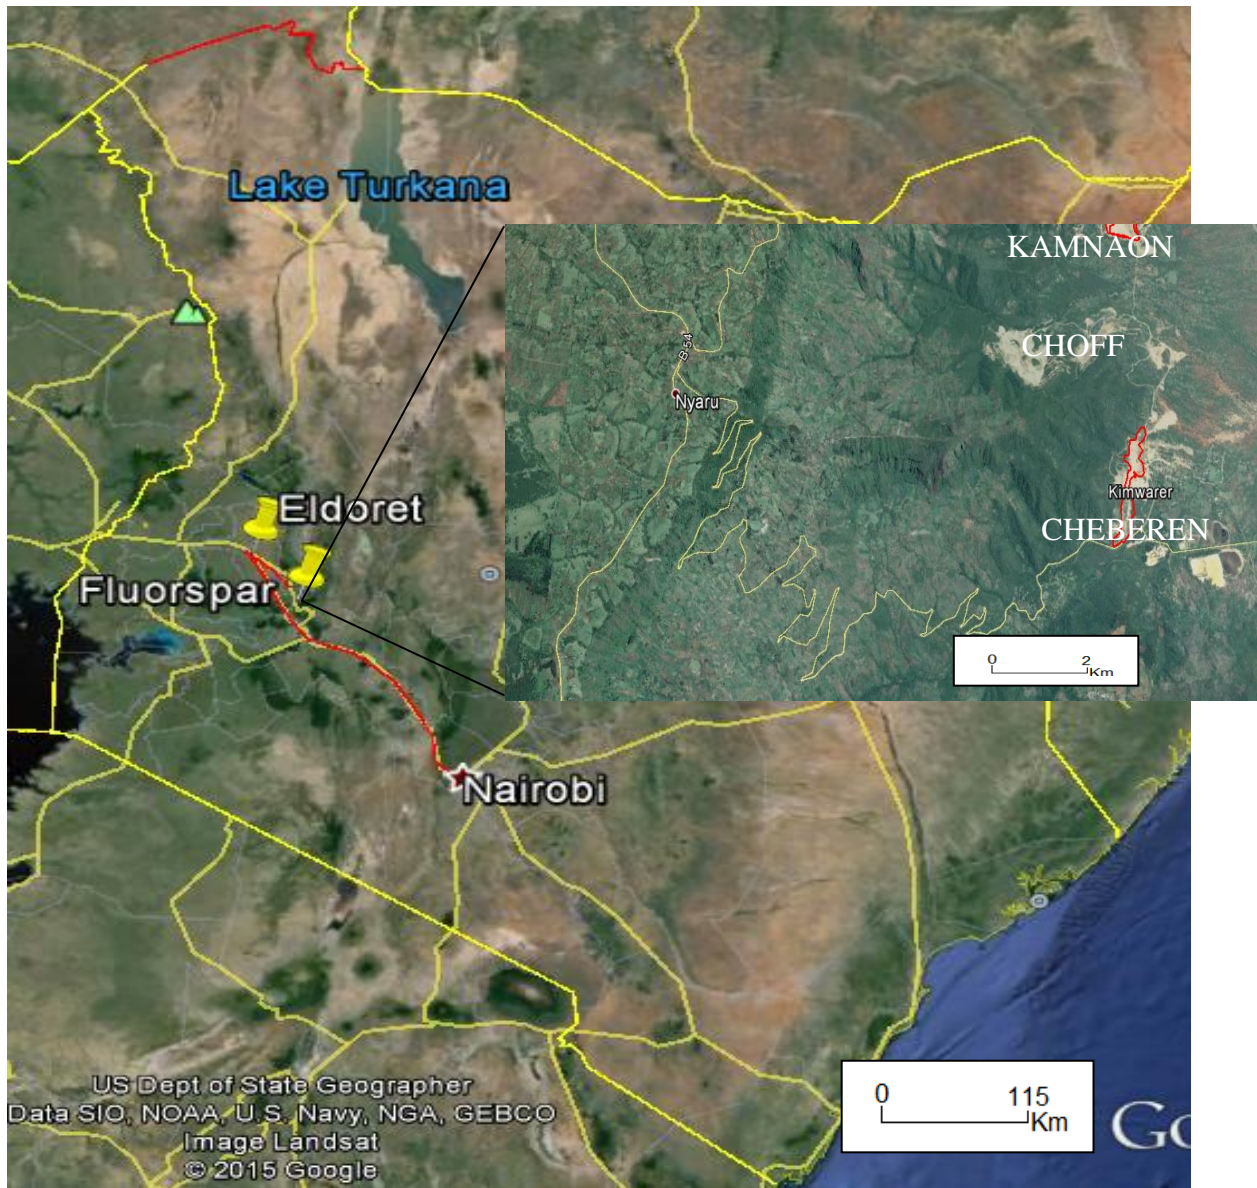 Lake Turkana
KAMNAON
CHOFF
B 54
Nyaru
Kimwarer
CHEBEREN
0 2
Km
Eldoret
Fluorspar
Nairobi
US Dept of State Geographer
Data SIO, NOAA, U.S. Navy, NGA, GEBCO
Image Landsat
© 2015 Google
0 115
Km
Go